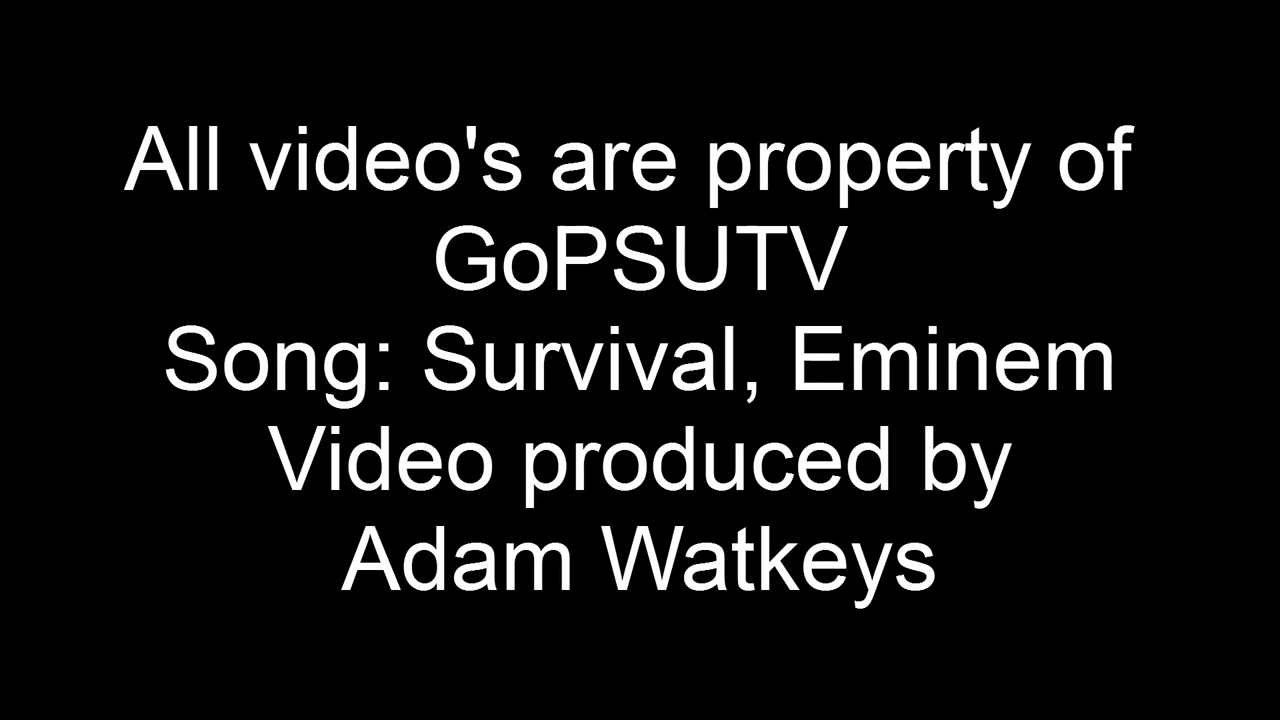 All video's are property of
GoPSUTV
Song: Survival, Eminem
Video produced by
Adam Watkeys